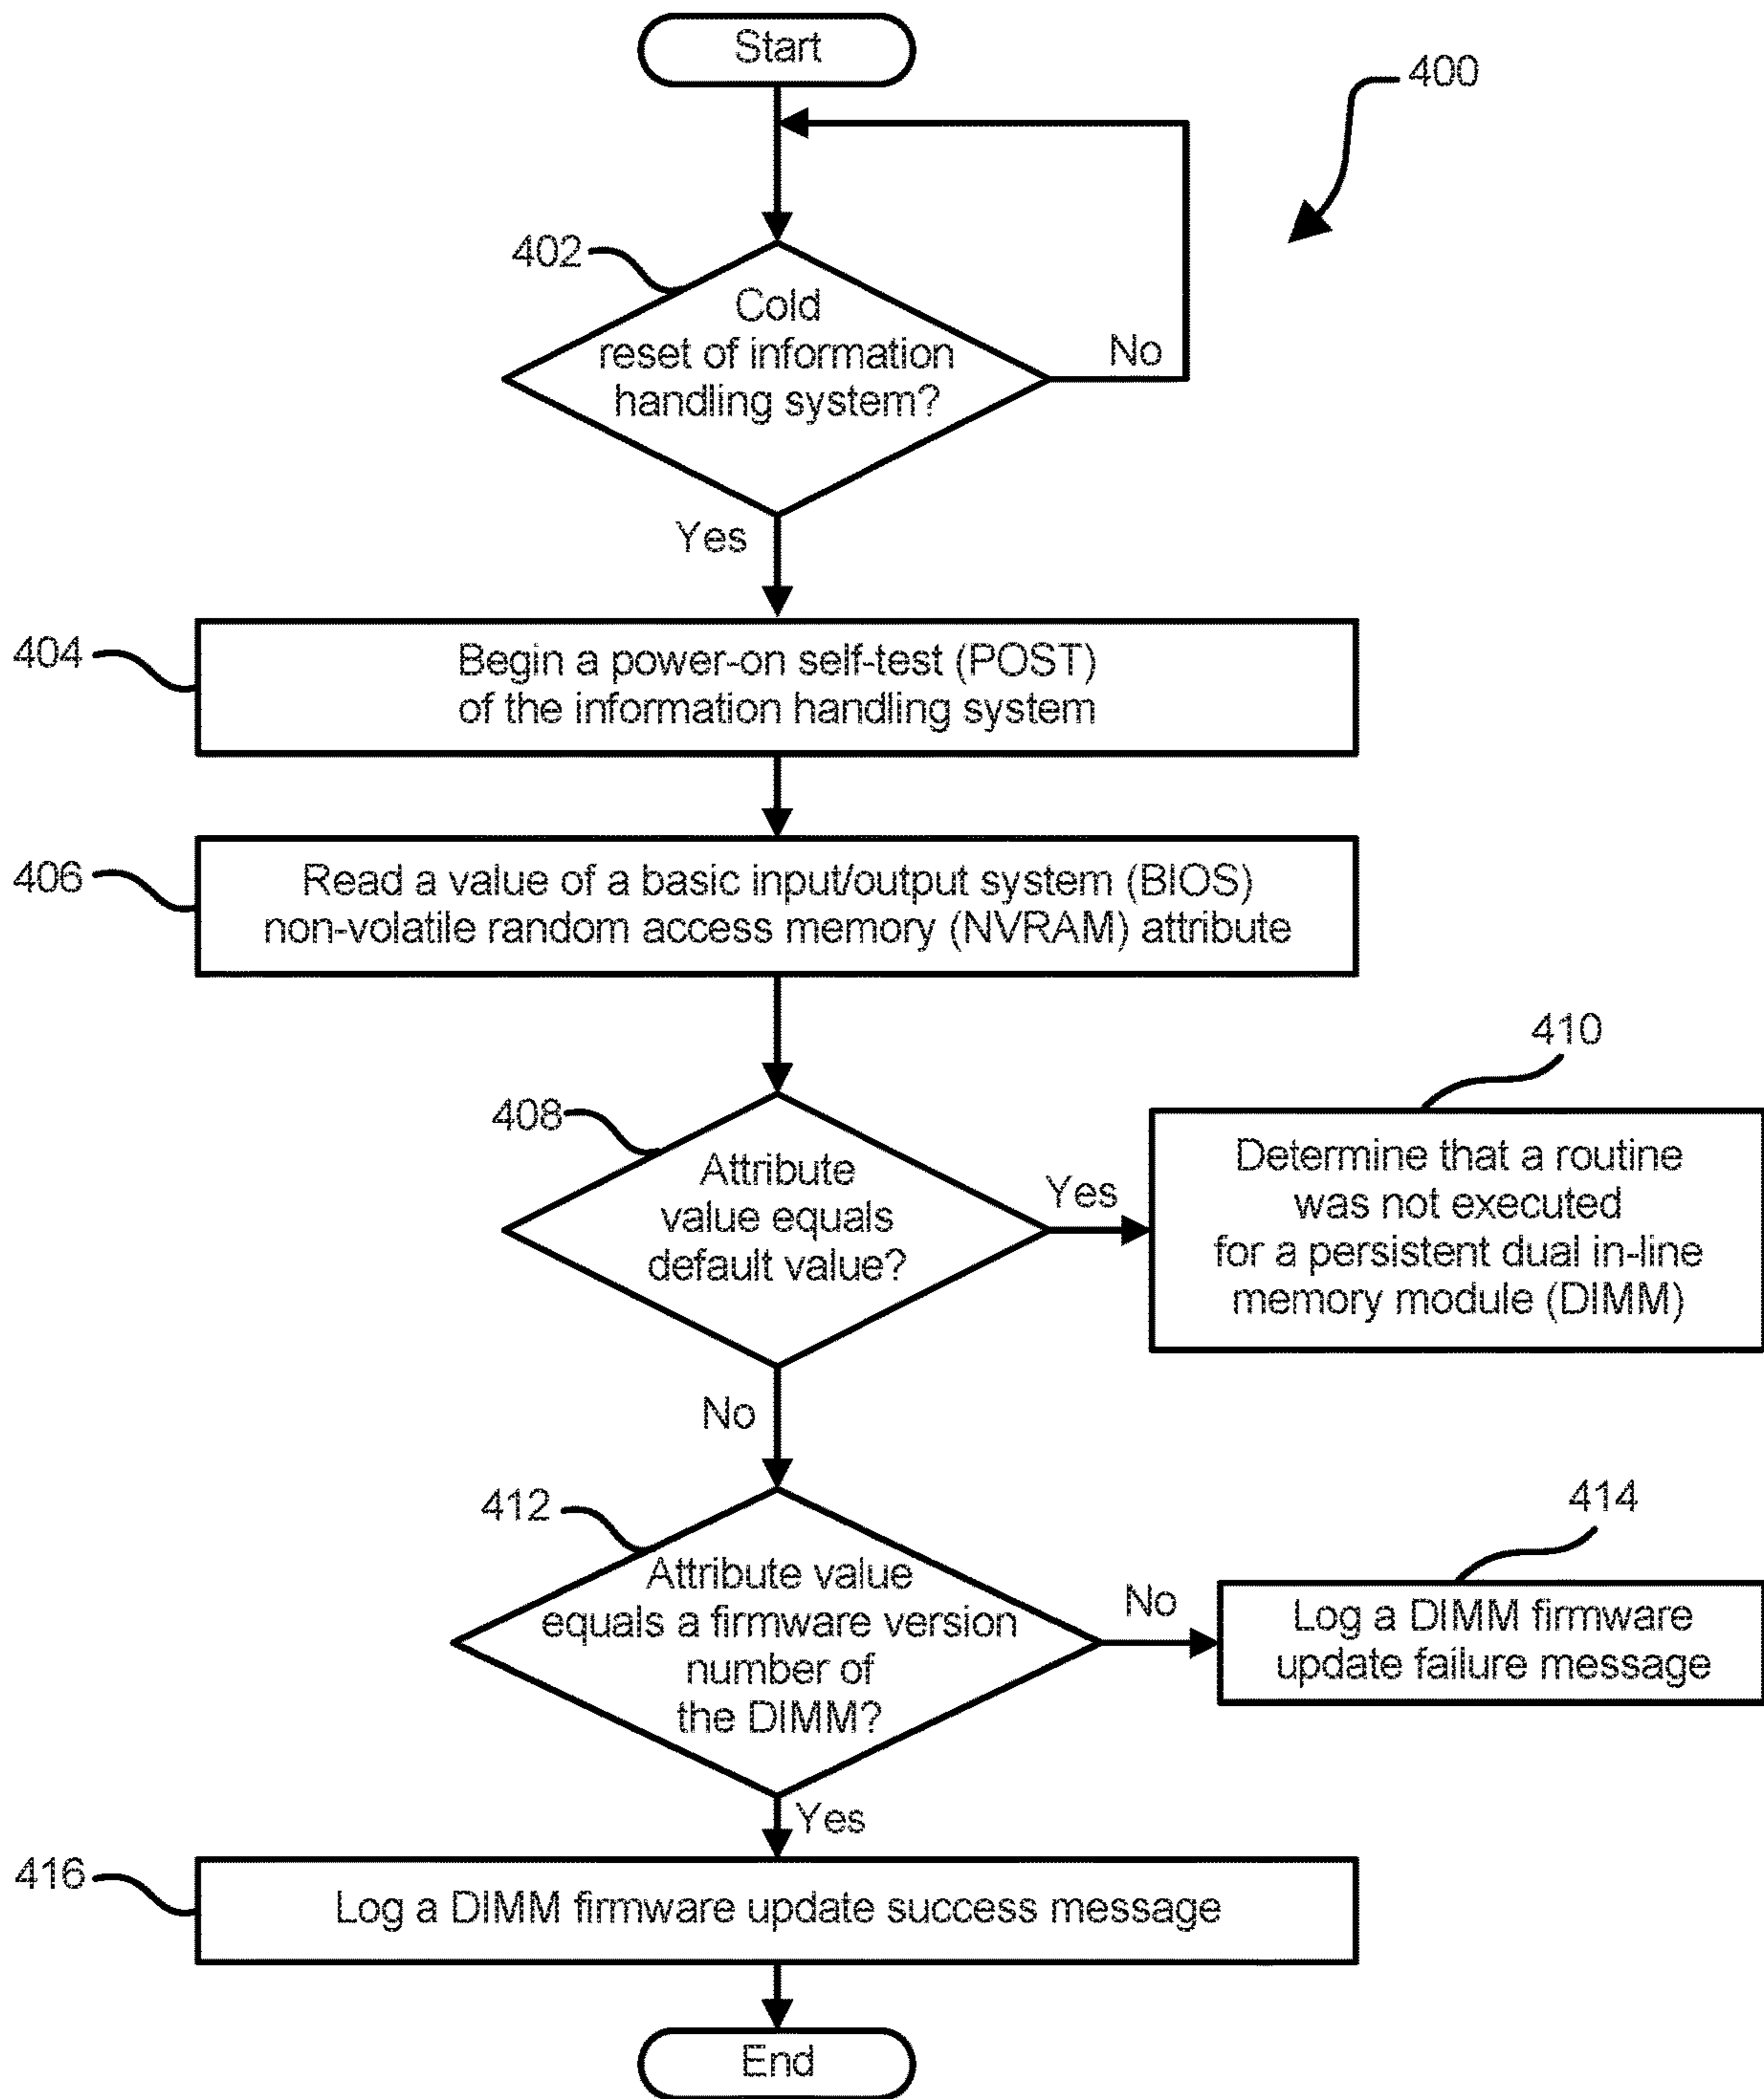 Start
400
402
Cold
reset of information
handling system?
No
Yes
404
Begin a power-on self-test (POST)
of the information handling system
406
Read a value of a basic input/output system (BIOS)
non-volatile random access memory (NVRAM) attribute
410
408
Attribute
value equals
default value?
Yes
Determine that a routine
was not executed
for a persistent dual in-line
memory module (DIMM)
No
412
414
Attribute value
equals a firmware version
number of
the DIMM?
No
Log a DIMM firmware
update failure message
Yes
416
Log a DIMM firmware update success message
End